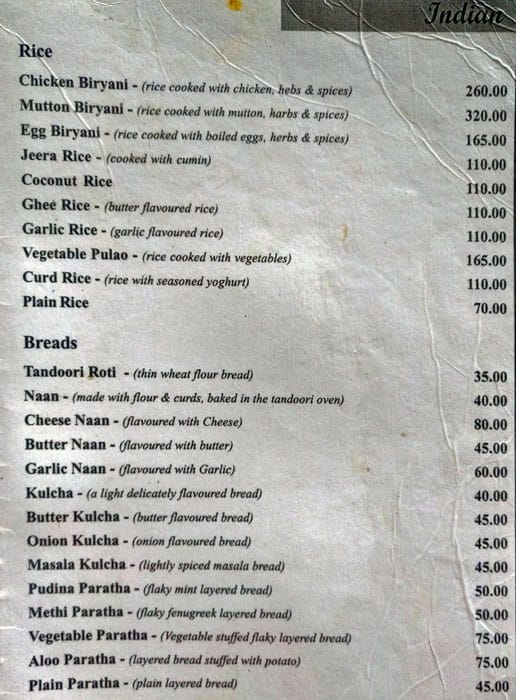 Indian
Rice
Chicken Biryani - (rice cooked with chicken, hebs & spices) 260.00
Mutton Biryani - (rice cooked with mutton, harbs & spices) 320.00
Egg Biryani - (rice cooked with boiled eggs, herbs & spices) 165.00
Jeera Rice - (cooked with cumin) 110.00
Coconut Rice 110.00
Ghee Rice - (butter flavoured rice) 110.00
Garlic Rice - (garlic flavoured rice) 110.00
Vegetable Pulao - (rice cooked with vegetables) 165.00
Curd Rice - (rice with seasoned yoghurt) 110.00
Plain Rice 70.00
Breads
Tandoori Roti - (thin wheat flour bread) 35.00
Naan - (made with flour & curds, baked in the tandoori oven) 40.00
Cheese Naan - (flavoured with Cheese) 80.00
Butter Naan - (flavoured with butter) 45.00
Garlic Naan - (flavoured with Garlic) 60.00
Kulcha - (a light delicately flavoured bread) 40.00
Butter Kulcha - (butter flavoured bread) 45.00
Onion Kulcha - (onion flavoured bread) 45.00
Masala Kulcha - (lightly spiced masala bread) 45.00
Pudina Paratha - (flaky mint layered bread) 50.00
Methi Paratha - (flaky fenugreek layered bread) 50.00
Vegetable Paratha - (Vegetable stuffed flaky layered bread) 75.00
Aloo Paratha - (layered bread stuffed with potato) 75.00
Plain Paratha - (plain layered bread) 45.00